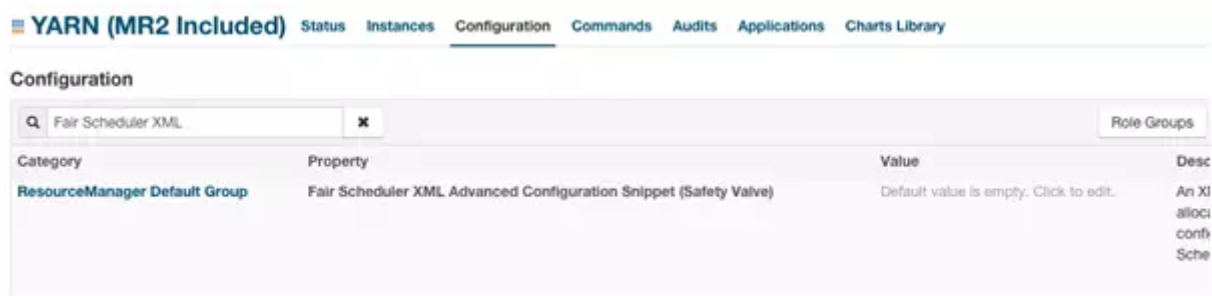 YARN (MR2 Included) Status Instances Configuration Commands Audits Applications Charts Library
Configuration
Fair Scheduler XML
Role Groups
Category Property Value Desc
ResourceManager Default Group Fair Scheduler XML Advanced Configuration Snippet (Safety Valve) Default value is empty. Click to edit. An XI
alloca
confi
Sche